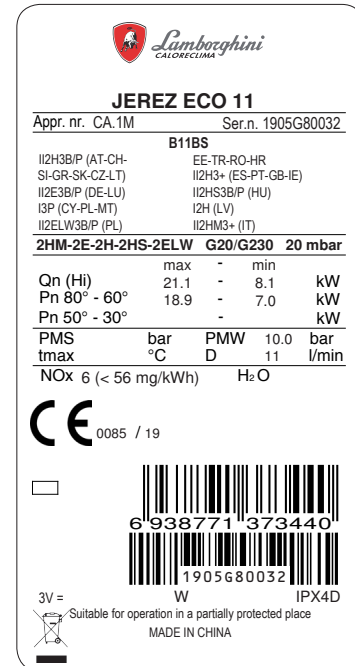 Lamborghini
CALORECLIMA
JEREZ ECO 11
Appr. nr. CA.1M Ser.n. 1905G80032
B11BS
II2H3B/P (AT-CH- EE-TR-RO-HR
SI-GR-SK-CZ-LT) II2H3+ (ES-PT-GB-IE)
II2E3B/P (DE-LU) II2HS3B/P (HU)
I3P (CY-PL-MT) I2H (LV)
II2ELW3B/P (PL) II2HM3+ (IT)
2HM-2E-2H-2HS-2ELW G20/G230 20 mbar
max - min
Qn (Hi) 21.1 - 8.1 kW
Pn 80° - 60° 18.9 - 7.0 kW
Pn 50° - 30° - kW
PMS bar PMW 10.0 bar
tmax °C D 11 l/min
NOx 6 (< 56 mg/kWh) H₂O
CE 0085 / 19
6 938771 373440
1905G80032
3V = W IPX4D
Suitable for operation in a partially protected place
MADE IN CHINA